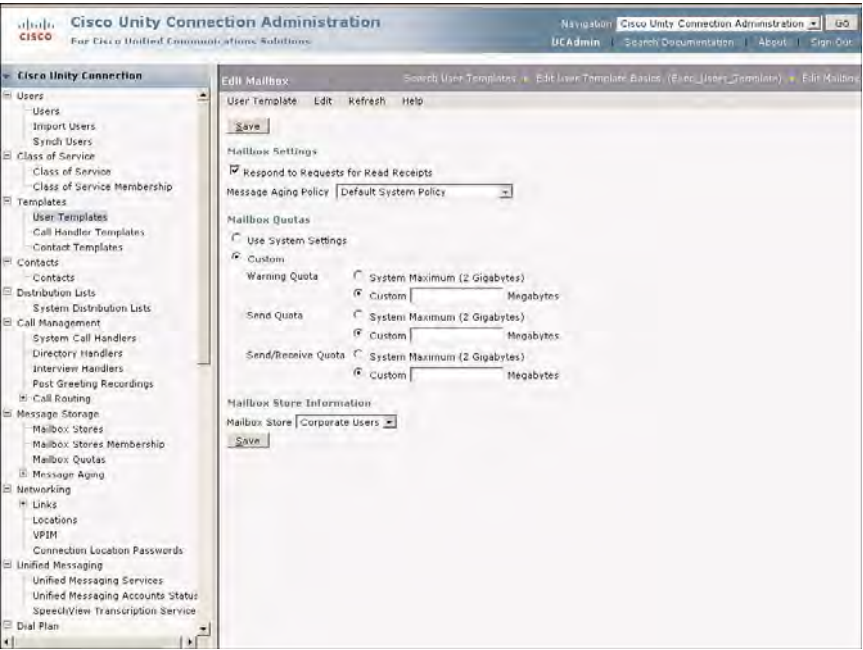 Cisco Unity Connection Administration
CISCO
For Cisco Unified Communications Solutions
Navigation Cisco Unity Connection Administration GO
UCAdmin Search Documentation About Sign Out
Cisco Unity Connection
Users
Users
Import Users
Synch Users
Class of Service
Class of Service
Class of Service Membership
Templates
User Templates
Call Handler Templates
Contact Templates
Contacts
Contacts
Distribution Lists
System Distribution Lists
Call Management
System Call Handlers
Directory Handlers
Interview Handlers
Post Greeting Recordings
Call Routing
Message Storage
Mailbox Stores
Mailbox Stores Membership
Mailbox Quotas
Message Aging
Networking
Links
Locations
VPIM
Connection Location Passwords
Unified Messaging
Unified Messaging Services
Unified Messaging Accounts Status
SpeechView Transcription Service
Dial Plan
Edit Mailbox
Search User Templates Edit User Template Basics (Exec_Users_Template) Edit Mailbox
User Template Edit Refresh Help
Save
Mailbox Settings
Respond to Requests for Read Receipts
Message Aging Policy Default System Policy
Mailbox Quotas
Use System Settings
Custom
Warning Quota System Maximum (2 Gigabytes)
Custom Megabytes
Send Quota System Maximum (2 Gigabytes)
Custom Megabytes
Send/Receive Quota System Maximum (2 Gigabytes)
Custom Megabytes
Mailbox Store Information
Mailbox Store Corporate Users
Save